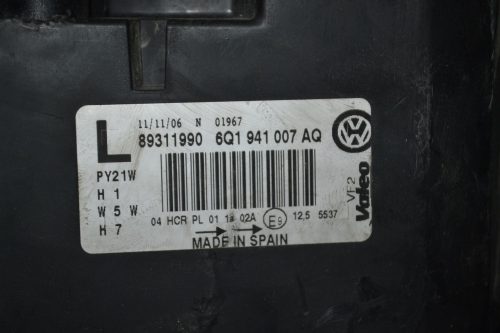 L
11/11/06 N 01967
89311990 6Q1 941 007 AQ
PY21W
H 1
W 5 W
H 7
04 HCR PL 01 02A E9 12,5 5537
MADE IN SPAIN
VF2
Valeo